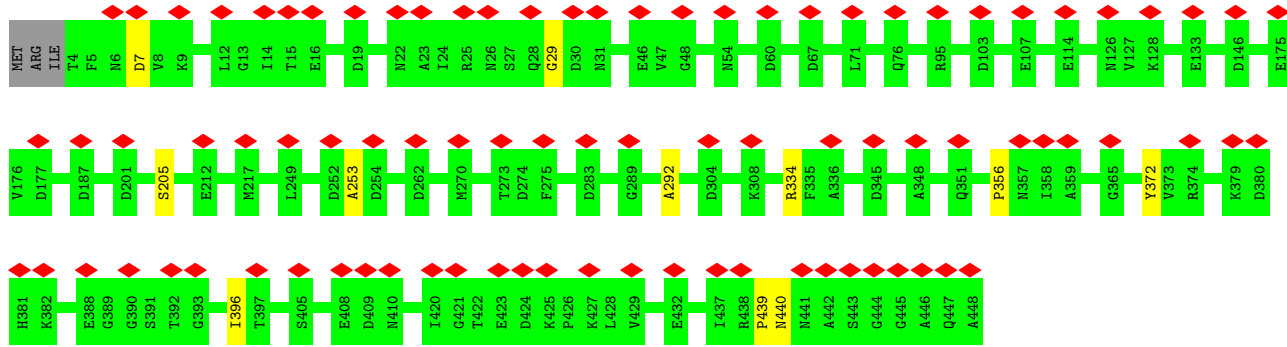 MET ARG ILE T4 F5 N6 D7 V8 K9 L12 G13 I14 T15 E16 D19 N22 A23 I24 R25 N26 S27 Q28 G29 D30 N31 E46 V47 G48 N54 D60 D67 L71 Q76 R95 D103 E107 E114 N126 V127 K128 E133 D146 E175
V176 D177 D187 D201 S205 E212 M217 L249 D252 A253 D254 D262 M270 T273 D274 F275 D283 G289 A292 D304 K308 R334 F335 A336 D345 A348 Q351 P356 N357 I358 A359 G365 Y372 V373 R374 K379 D380
H381 K382 E388 G389 G390 S391 T392 G393 I396 T397 S405 E408 D409 N410 I420 G421 T422 E423 D424 K425 P426 K427 L428 V429 E432 I437 R438 P439 N440 N441 A442 S443 G444 G445 A446 Q447 A448